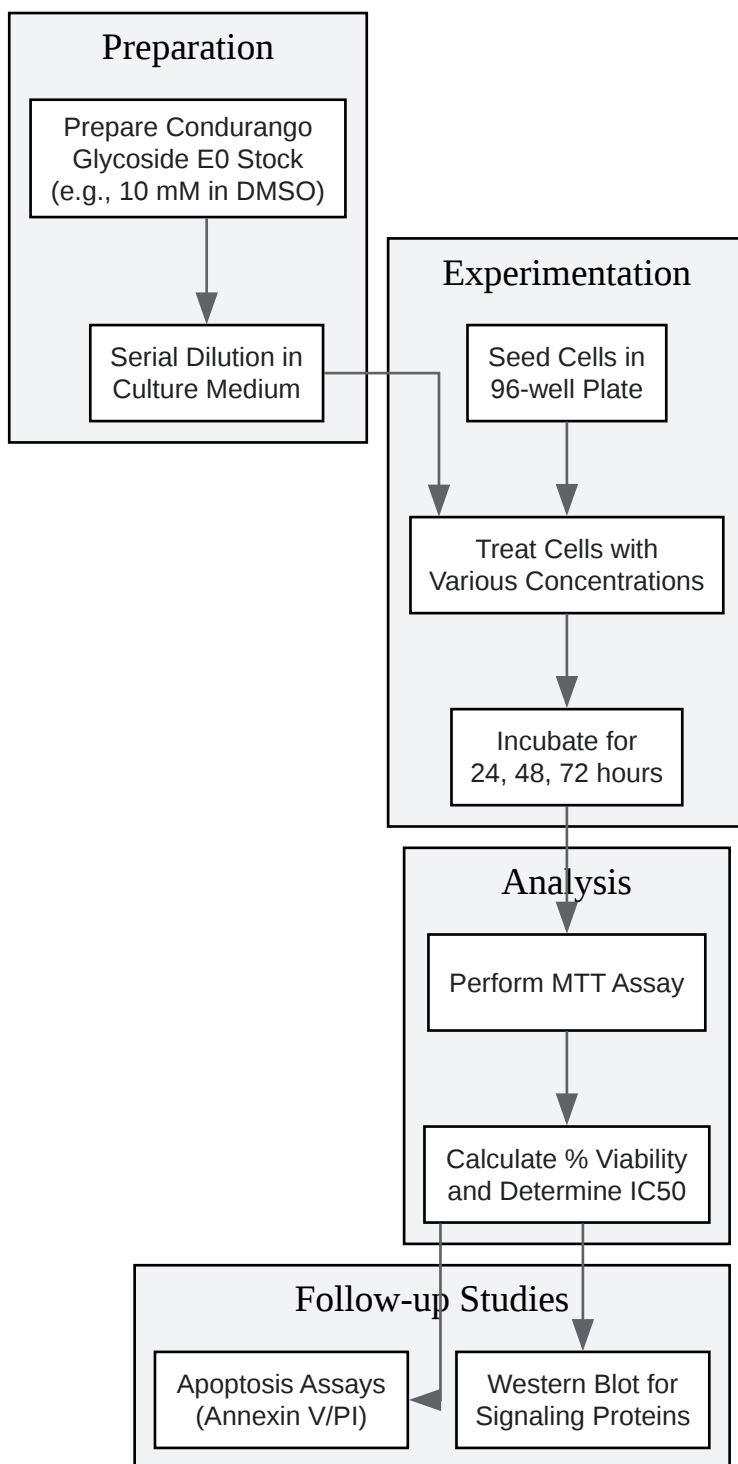 Preparation
Prepare Condurango
Glycoside E0 Stock
(e.g., 10 mM in DMSO)
Serial Dilution in
Culture Medium
Experimentation
Seed Cells in
96-well Plate
Treat Cells with
Various Concentrations
Incubate for
24, 48, 72 hours
Analysis
Perform MTT Assay
Calculate % Viability
and Determine IC50
Follow-up Studies
Apoptosis Assays
(Annexin V/PI)
Western Blot for
Signaling Proteins